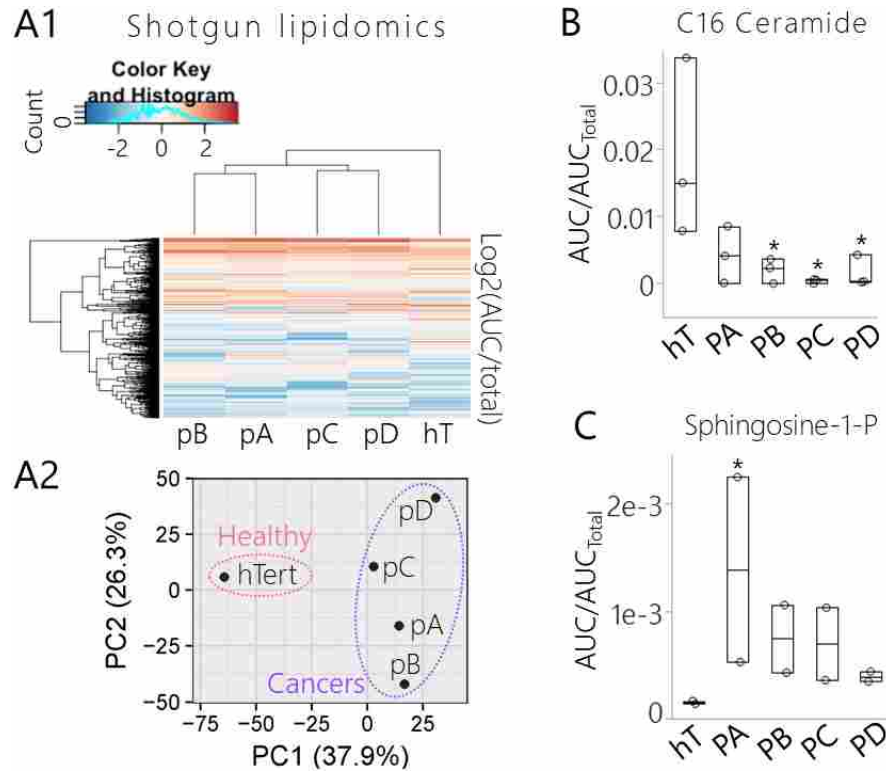 A1 Shotgun lipidomics
Color Key
and Histogram
Count
0
-2 0 2
Log2(AUC/total)
pB pA pC pD hT
A2
50
25
0
−25
−50
PC2 (26.3%)
Healthy
hTert
pD
pC
pA
pB
Cancers
−75 −50 −25 0 25
PC1 (37.9%)
B C16 Ceramide
AUC/AUCTotal
0.03
0.02
0.01
0
* * *
hT PA PB PC PD
C Sphingosine-1-P
AUC/AUCTotal
*
2e-3
1e-3
0
hT PA PB PC PD